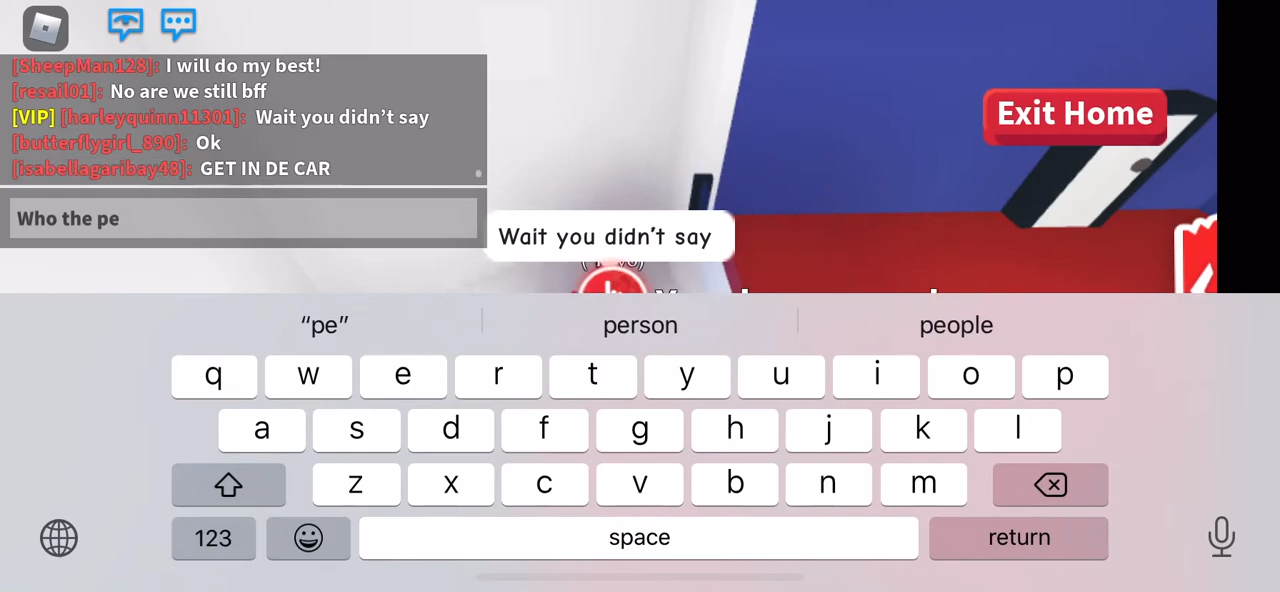 [SheepMan128]: I will do my best!
[resail01]: No are we still bff
[VIP] [harleyquinn11301]: Wait you didn't say
[butterflygirl_890]: Ok
[isabellagaribay48]: GET IN DE CAR
Exit Home
Who the pe
Wait you didn't say
"pe" person people
q w e r t y u i o p
a s d f g h j k l
z x c v b n m
123 space return